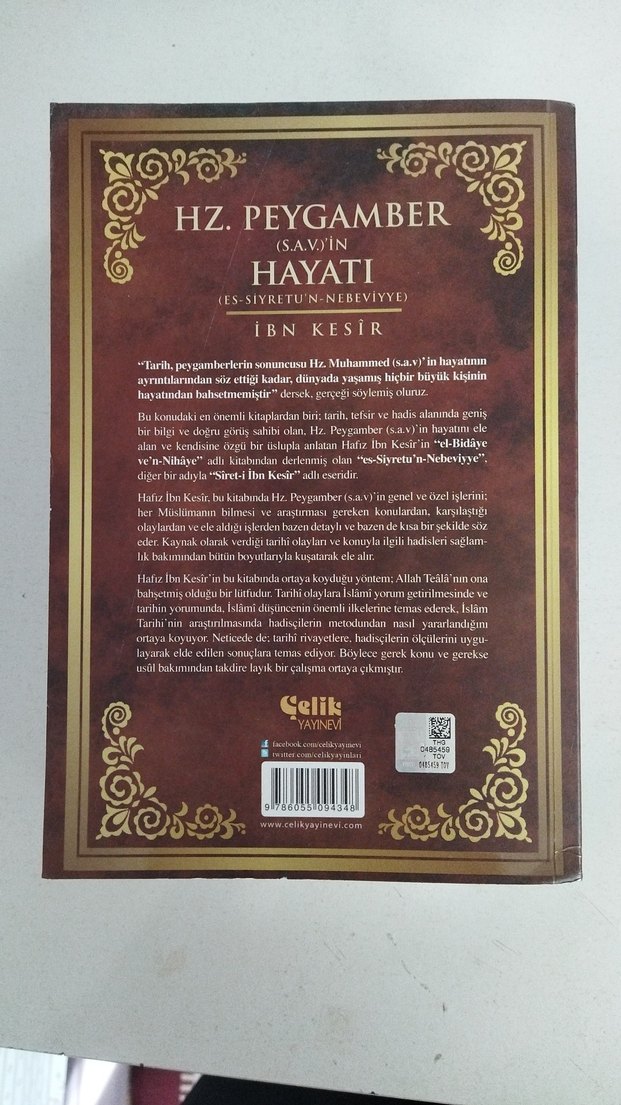 HZ. PEYGAMBER
(S.A.V.)'İN
HAYATI
(ES-SİYRETU'N-NEBEVİYYE)
İBN KESÎR
“Tarih, peygamberlerin sonuncusu Hz. Muhammed (s.a.v)'in hayatının
ayrıntılarından söz ettiği kadar, dünyada yaşamış hiçbir büyük kişinin
hayatından bahsetmemiştir” dersek, gerçeği söylemiş oluruz.
Bu konudaki en önemli kitaplardan biri; tarih, tefsir ve hadis alanında geniş
bir bilgi ve doğru görüş sahibi olan, Hz. Peygamber (s.a.v)'in hayatını ele
alan ve kendisine özgü bir üslupla anlatan Hafız İbn Kesîr'in “el-Bidâye
ve'n-Nihâye” adlı kitabından derlenmiş olan “es-Siyretu'n-Nebeviyye”,
diğer bir adıyla “Sîret-i İbn Kesîr” adlı eseridir.
Hafız İbn Kesîr, bu kitabında Hz. Peygamber (s.a.v)'in genel ve özel işlerini;
her Müslümanın bilmesi ve araştırması gereken konulardan, karşılaştığı
olaylardan ve ele aldığı işlerden bazen detaylı ve bazen de kısa bir şekilde söz
eder. Kaynak olarak verdiği tarihî olayları ve konuyla ilgili hadisleri sağlam-
lık bakımından bütün boyutlarıyla kuşatarak ele alır.
Hafız İbn Kesîr'in bu kitabında ortaya koyduğu yöntem; Allah Teâlâ'nın ona
bahşetmiş olduğu bir lütfudur. Tarihî olaylara İslâmî yorum getirilmesinde ve
tarihin yorumunda, İslâmî düşüncenin önemli ilkelerine temas ederek, İslâm
Tarihi'nin araştırılmasında hadisçilerin metodundan nasıl yararlandığını
ortaya koyuyor. Neticede de; tarihî rivayetlere, hadisçilerin ölçülerini uygu-
layarak elde edilen sonuçlara temas ediyor. Böylece gerek konu ve gerekse
usûl bakımından takdire layık bir çalışma ortaya çıkmıştır.
Çelik
YAYINEVİ
facebook.com/celikyayinevi
twitter.com/celikyayinlari
THG
0485459
TOV
0485459 TOV
9 786055 094348
www.celikyayinevi.com